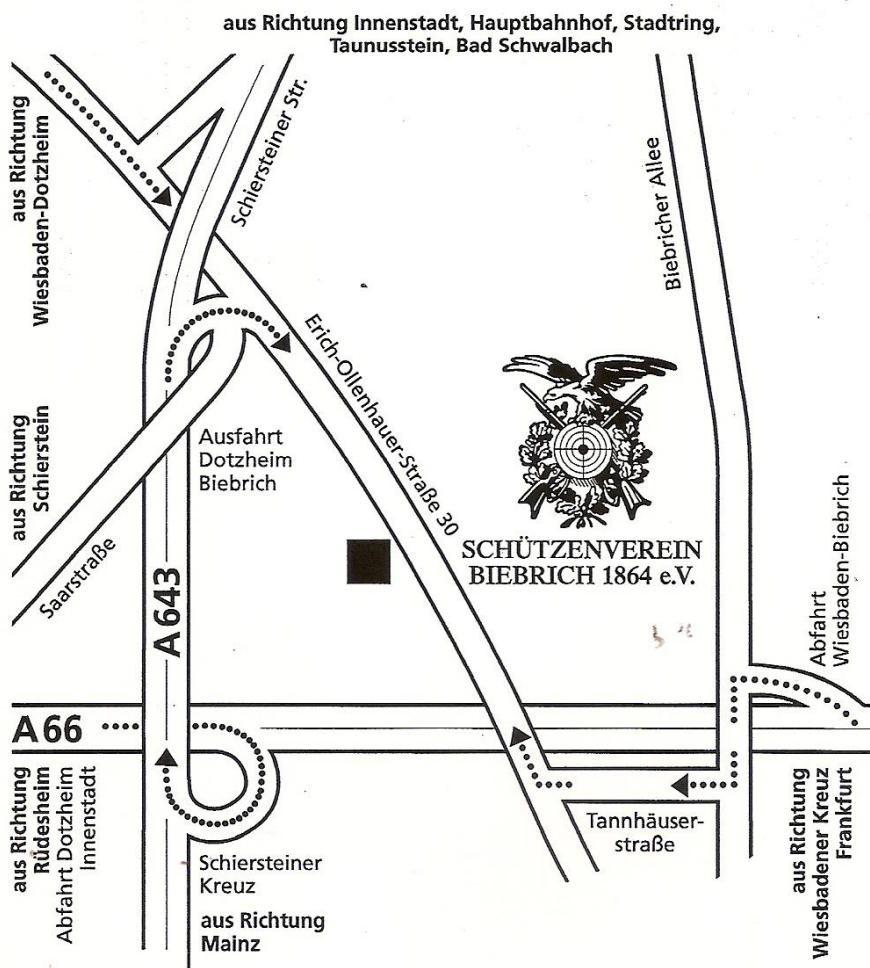 aus Richtung Innenstadt, Hauptbahnhof, Stadtring,
Taunusstein, Bad Schwalbach
aus Richtung
Wiesbaden-Dotzheim
Schiersteiner Str.
Biebricher Allee
Erich-Ollenhauer-Straße 30
aus Richtung
Schierstein
Ausfahrt
Dotzheim
Biebrich
Saarstraße
A643
SCHÜTZENVEREIN
BIEBRICH 1864 e.V.
Abfahrt
Wiesbaden-Biebrich
A66
aus Richtung
Rüdesheim
Abfahrt Dotzheim
Innenstadt
Schiersteiner
Kreuz
aus Richtung
Mainz
Tannhäuser-
straße
aus Richtung
Wiesbadener Kreuz
Frankfurt